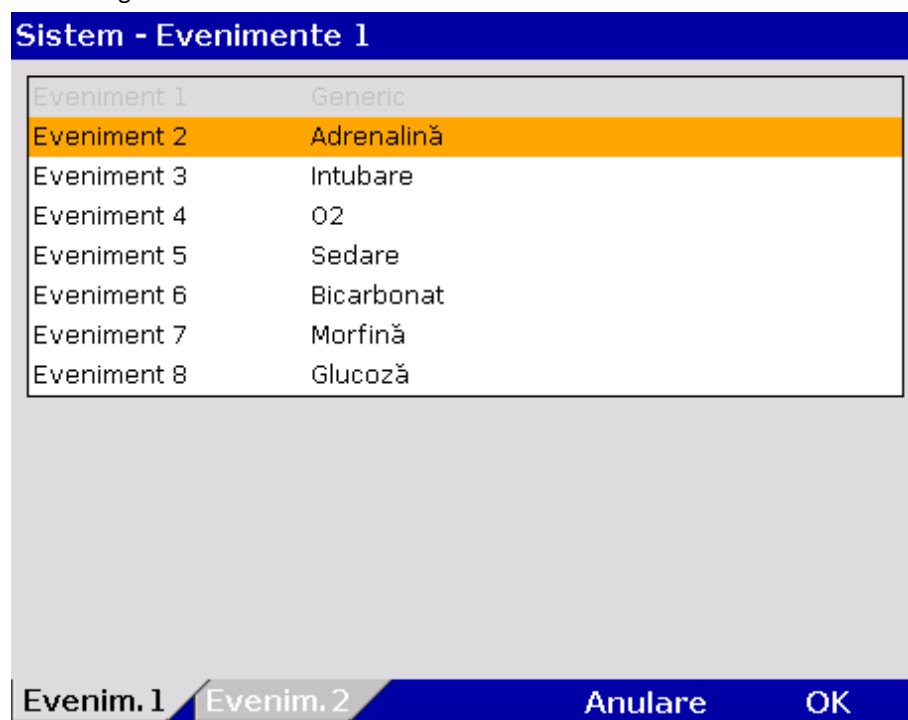 Sistem - Evenimente 1
Eveniment 1 Generic
Eveniment 2 Adrenalină
Eveniment 3 Intubare
Eveniment 4 O2
Eveniment 5 Sedare
Eveniment 6 Bicarbonat
Eveniment 7 Morfină
Eveniment 8 Glucoză
Evenim. 1 Evenim. 2 Anulare OK